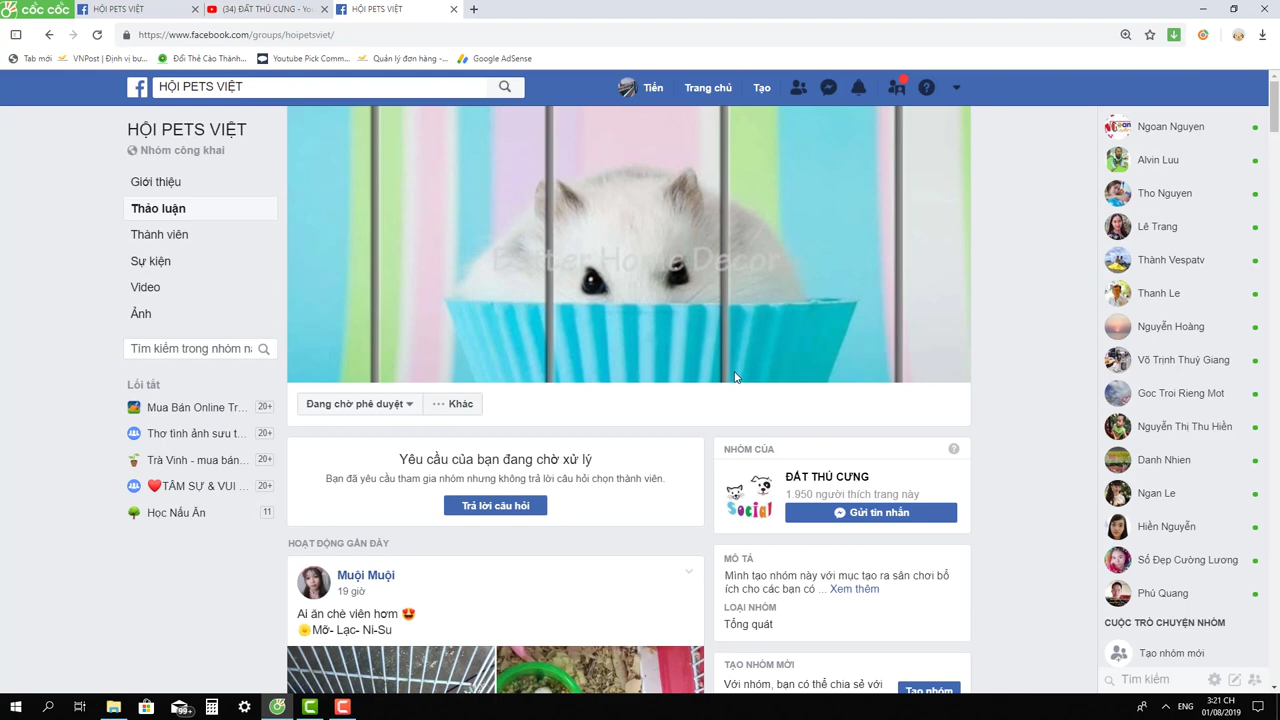 CỐC CỐC
HỘI PETS VIỆT
(34) ĐẤT THÚ CƯNG - Yo
HỘI PETS VIỆT
https://www.facebook.com/groups/hoipetsviet/
Tab mới
VNPost | Định vị bư...
Đổi Thẻ Cào Thành...
Youtube Pick Comm...
Quản lý đơn hàng -...
Google AdSense
HỘI PETS VIỆT
Tiến
Trang chủ
Tạo
HỘI PETS VIỆT
Nhóm công khai
Giới thiệu
Thảo luận
Thành viên
Sự kiện
Video
Ảnh
Tìm kiếm trong nhóm n
Lối tắt
Mua Bán Online Tr... 20+
Thơ tình ảnh sưu t... 20+
Trà Vinh - mua bán... 20+
❤️TÂM SỰ & VUI ... 20+
Học Nấu Ăn 11
Better Home Decor
Đang chờ phê duyệt
Khác
Yêu cầu của bạn đang chờ xử lý
Bạn đã yêu cầu tham gia nhóm nhưng không trả lời câu hỏi chọn thành viên.
Trả lời câu hỏi
HOẠT ĐỘNG GẦN ĐÂY
Muội Muội
19 giờ
Ai ăn chè viên hơm 😍
🌼Mỡ- Lạc- Ni-Su
NHÓM CỦA
Social
ĐẤT THÚ CƯNG
1.950 người thích trang này
Gửi tin nhắn
MÔ TẢ
Mình tạo nhóm này với mục tạo ra sân chơi bổ
ích cho các bạn có ... Xem thêm
LOẠI NHÓM
Tổng quát
TẠO NHÓM MỚI
Với nhóm, bạn có thể chia sẻ với
Tạo nhóm
Ngoan Nguyen
Alvin Luu
Tho Nguyen
Lê Trang
Thành Vespatv
Thanh Le
Nguyễn Hoàng
Võ Trịnh Thuỷ Giang
Goc Troi Rieng Mot
Nguyễn Thị Thu Hiền
Danh Nhien
Ngan Le
Hiền Nguyễn
Số Đẹp Cường Lương
Phú Quang
CUỘC TRÒ CHUYỆN NHÓM
Tạo nhóm mới
Tìm kiếm
99+
ENG
3:21 CH
01/08/2019